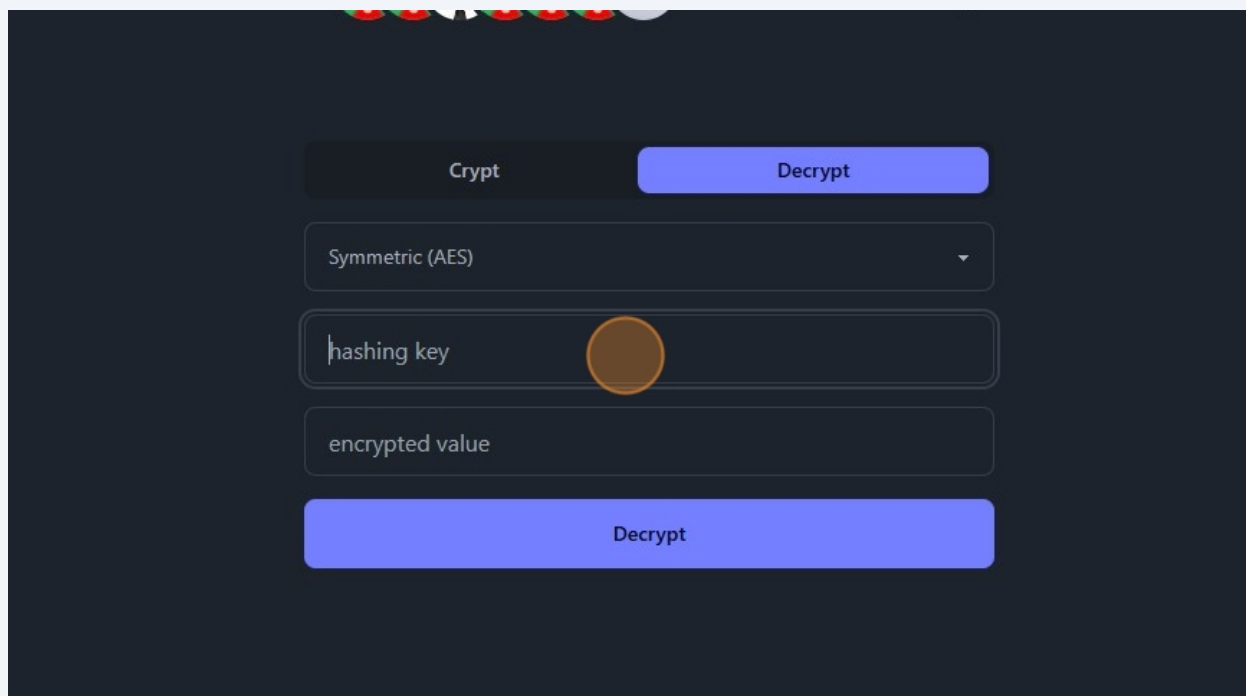 Crypt
Decrypt
Symmetric (AES)
hashing key
encrypted value
Decrypt